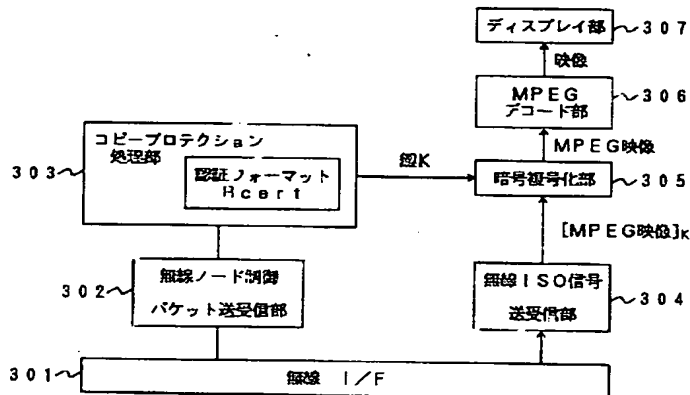 ディスプレイ部
307
映像
MPEG
デコード部
306
MPEG映像
コピープロテクション
処理部
303
認証フォーマット
Bcert
鍵K
暗号復号化部
305
[MPEG映像]K
無線ノード制御
パケット送受信部
302
無線ISO信号
送受信部
304
301
無線 I/F